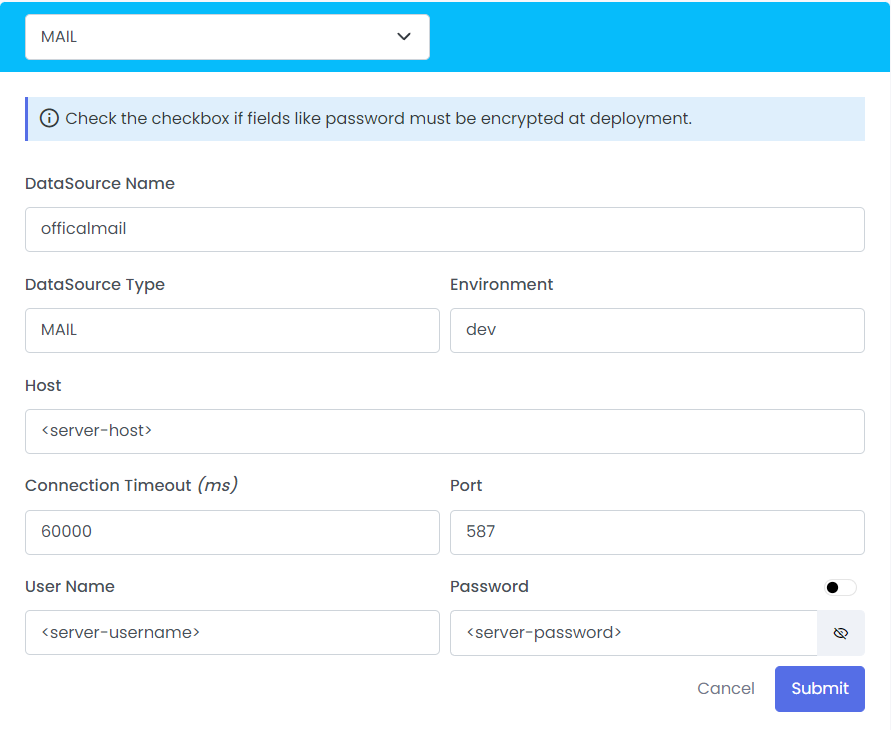 MAIL
Check the checkbox if fields like password must be encrypted at deployment.
DataSource Name
officalmail
DataSource Type
Environment
MAIL
dev
Host
<server-host>
Connection Timeout (ms)
Port
60000
587
User Name
Password
<server-username>
<server-password>
Cancel
Submit